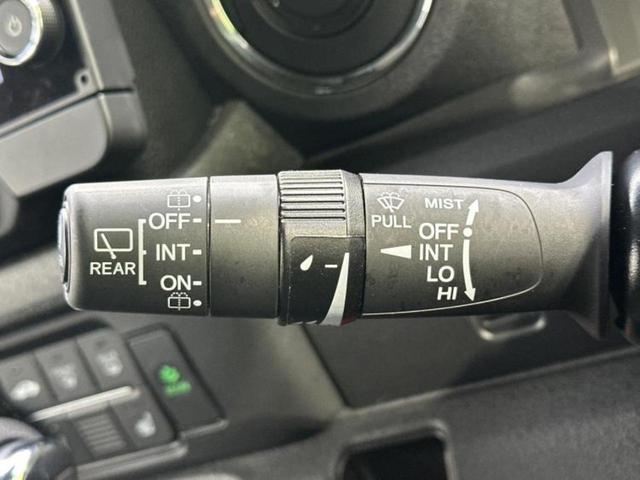 OFF
INT
REAR
ON
PULL
MIST
OFF
INT
LO
HI